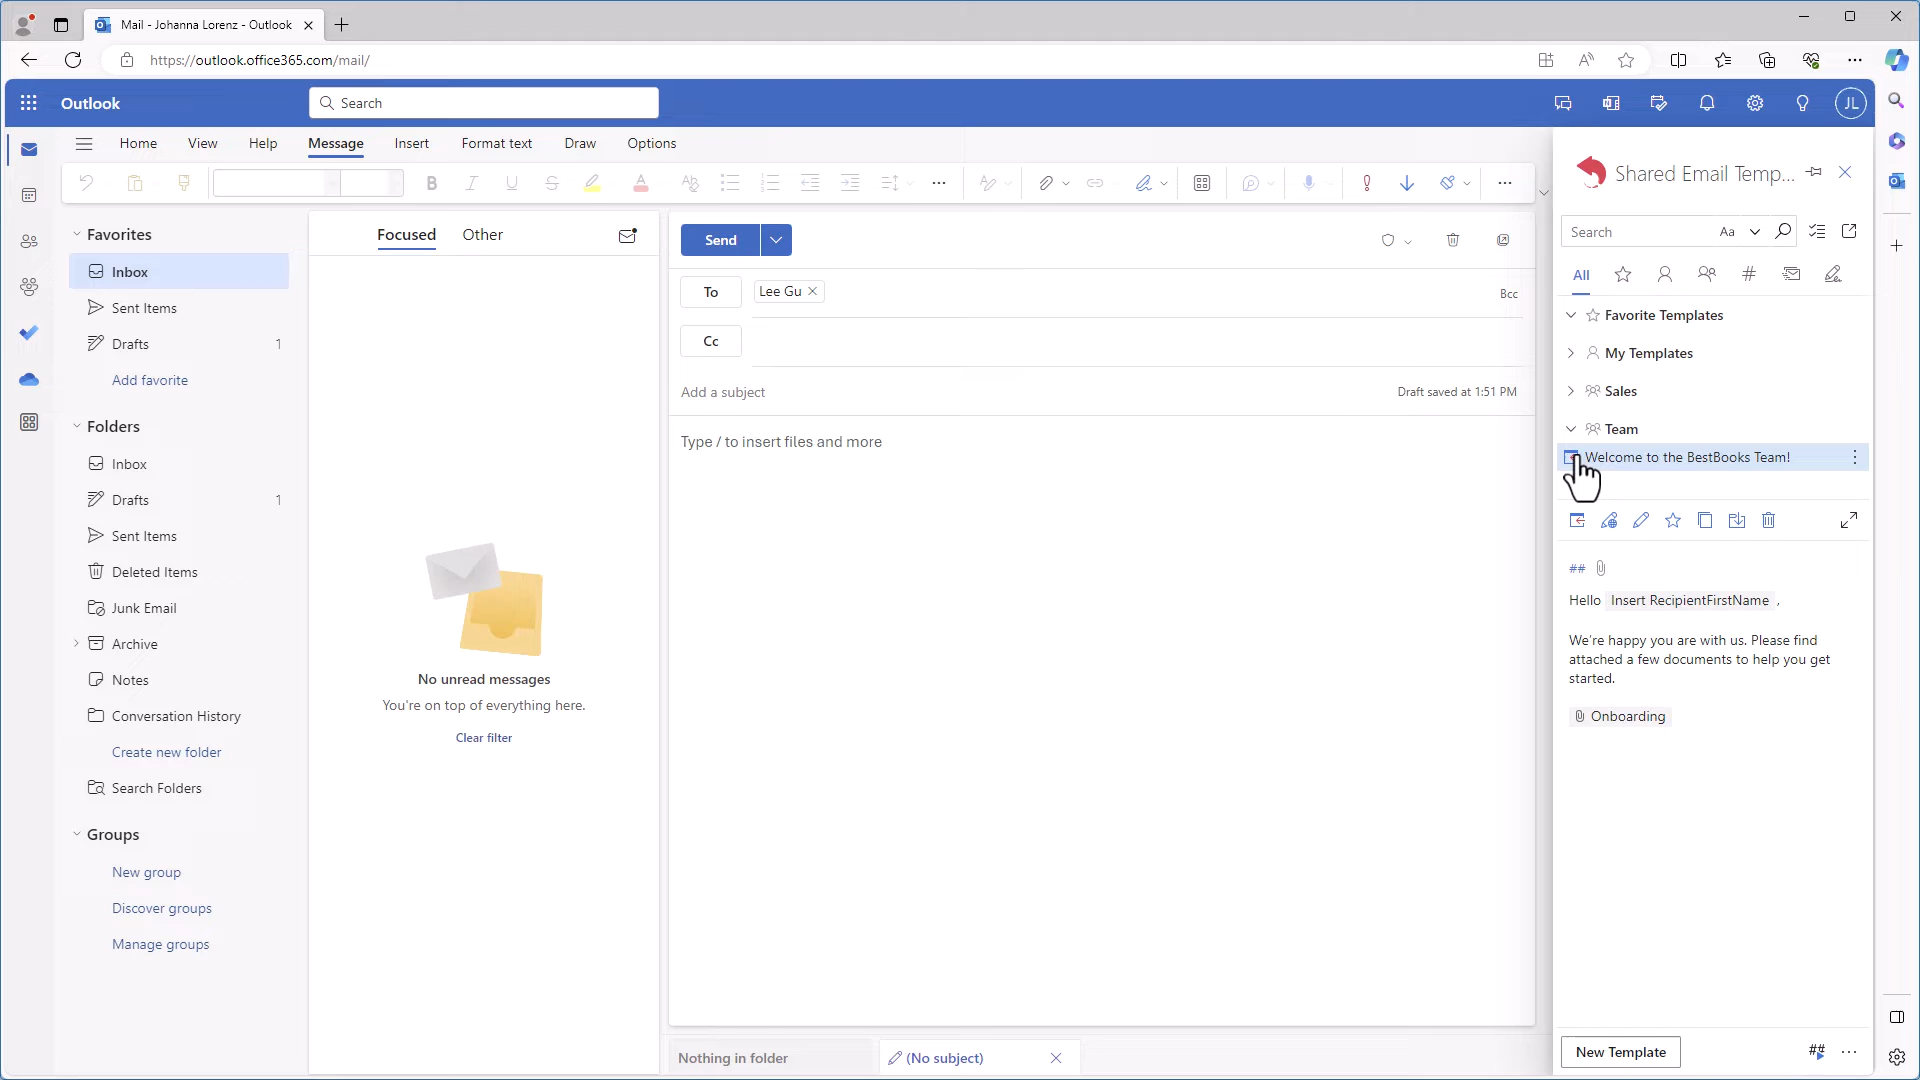 Mail - Johanna Lorenz - Outlook
https://outlook.office365.com/mail/
Outlook
Search
JL
Home View Help Message Insert Format text Draw Options
Favorites
Inbox
Sent Items
Drafts 1
Add favorite
Folders
Inbox
Drafts 1
Sent Items
Deleted Items
Junk Email
Archive
Notes
Conversation History
Create new folder
Search Folders
Groups
New group
Discover groups
Manage groups
Focused Other
No unread messages
You're on top of everything here.
Clear filter
Send
To Lee Gu Bcc
Cc
Add a subject Draft saved at 1:51 PM
Type / to insert files and more
Nothing in folder (No subject)
Shared Email Temp...
Search Aa
All
Favorite Templates
My Templates
Sales
Team
Welcome to the BestBooks Team!
##
Hello Insert RecipientFirstName ,
We're happy you are with us. Please find
attached a few documents to help you get
started.
Onboarding
New Template ##